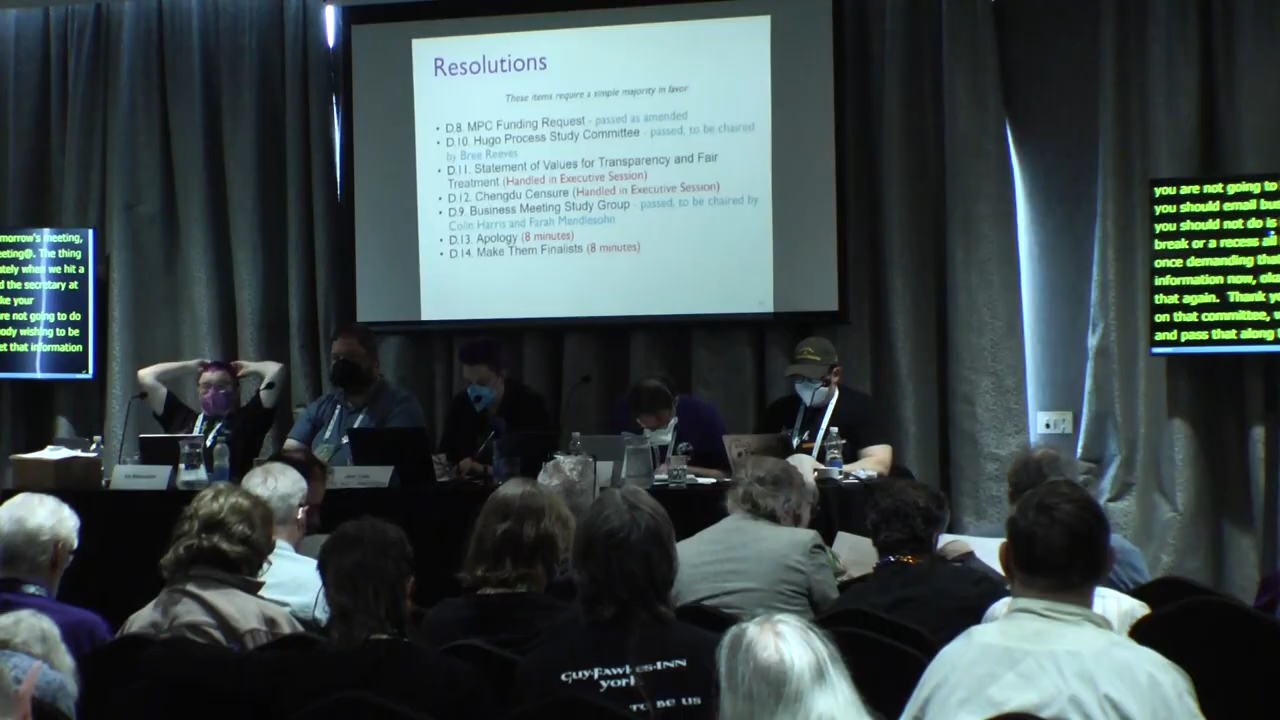 Resolutions
These items require a simple majority in favor
• D.8. MPC Funding Request - passed as amended
• D.10. Hugo Process Study Committee - passed, to be chaired
by Bree Reeves
• D.11. Statement of Values for Transparency and Fair
Treatment (Handled in Executive Session)
• D.12. Chengdu Censure (Handled in Executive Session)
• D.9. Business Meeting Study Group - passed, to be chaired by
Colin Harris and Farah Mendlesohn
• D.13. Apology (8 minutes)
• D.14. Make Them Finalists (8 minutes)
morrow's meeting,
eeting@. The thing
ately when we hit a
d the secretary at
ke your
re not going to do
ody wishing to be
et that information
you are not going to
you should email bus
you should not do is
break or a recess all
once demanding that
information now, oka
that again. Thank yo
on that committee, w
and pass that along t
GUY·FAWKES·INN
YORK
TO BE US